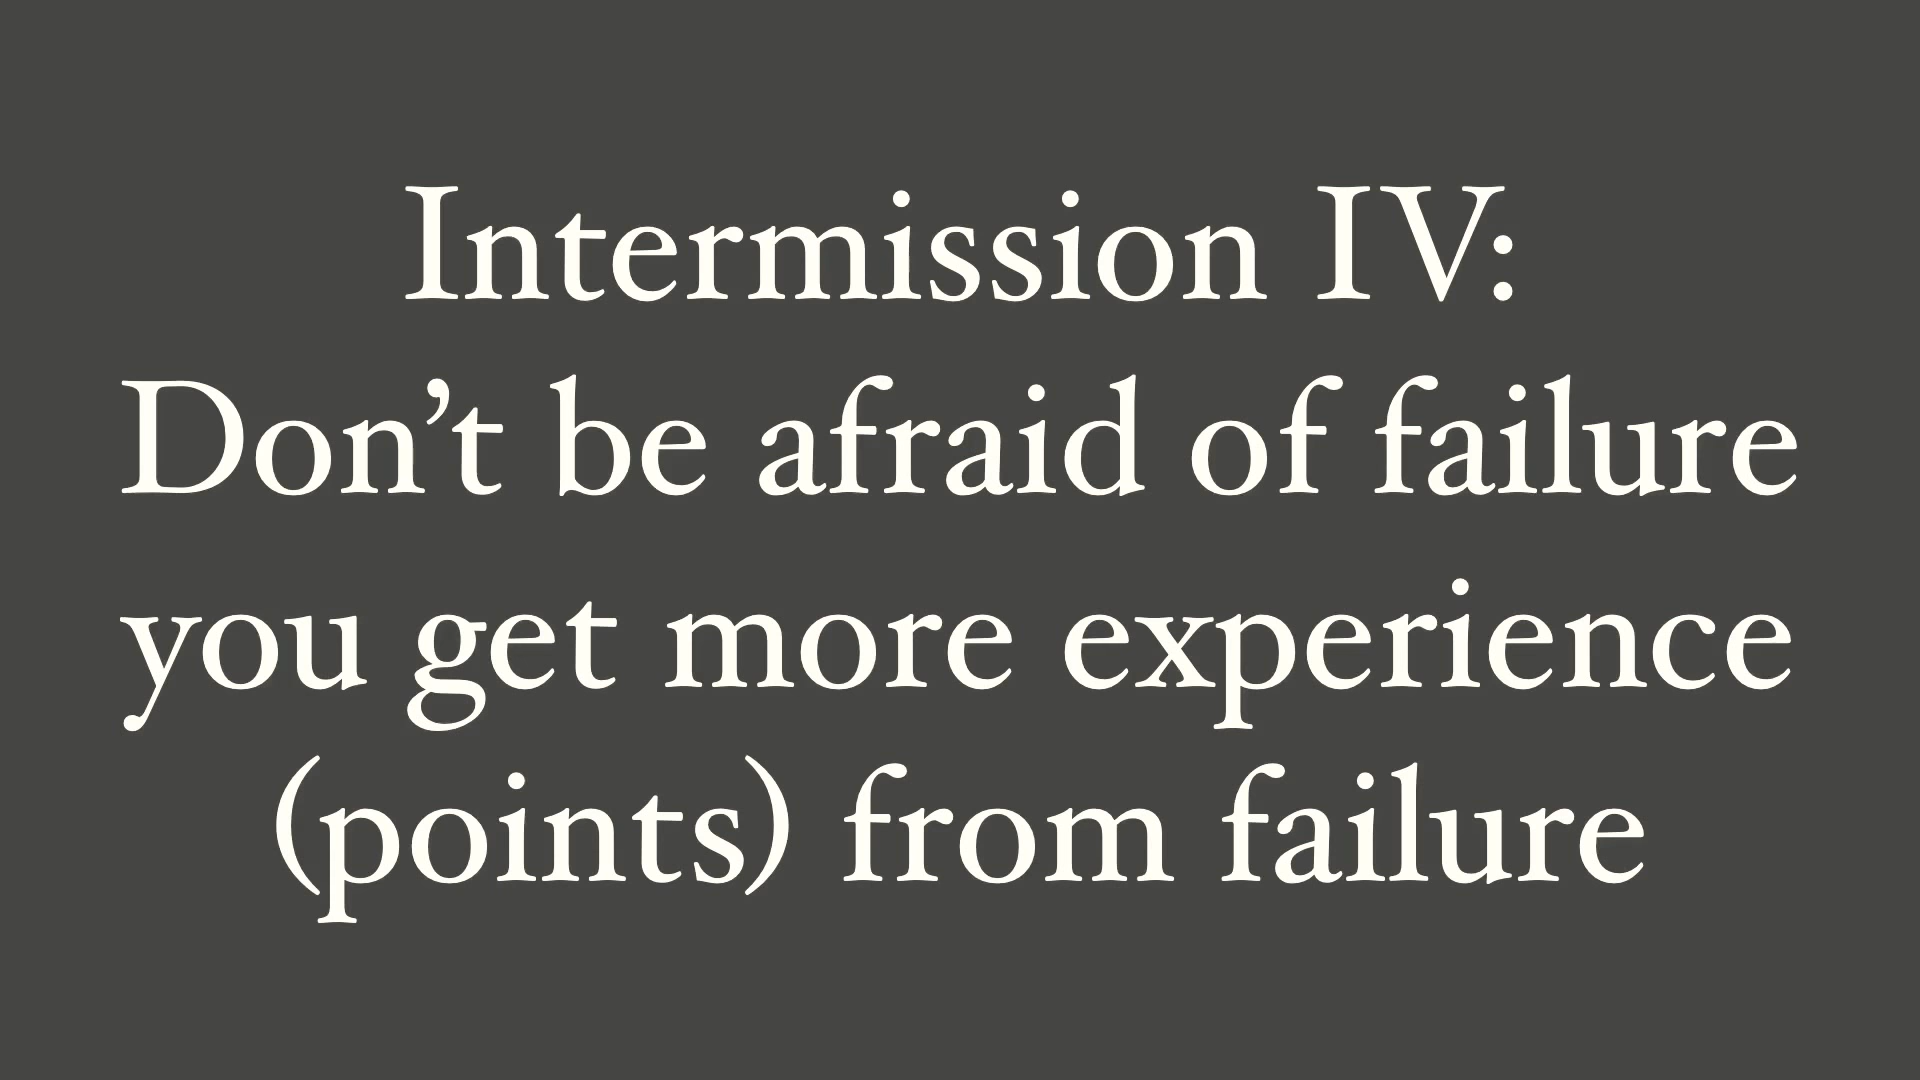 Intermission IV:
Don’t be afraid of failure
you get more experience
(points) from failure